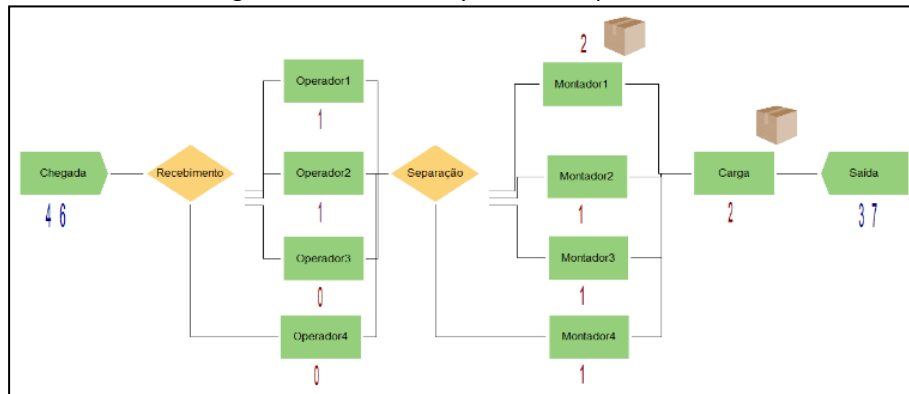 Operador1
1
2
Montador1
Chegada
4 6
Recebimento
Operador2
1
Separação
Montador2
1
Carga
2
Saída
3 7
Operador3
0
Montador3
1
Operador4
0
Montador4
1